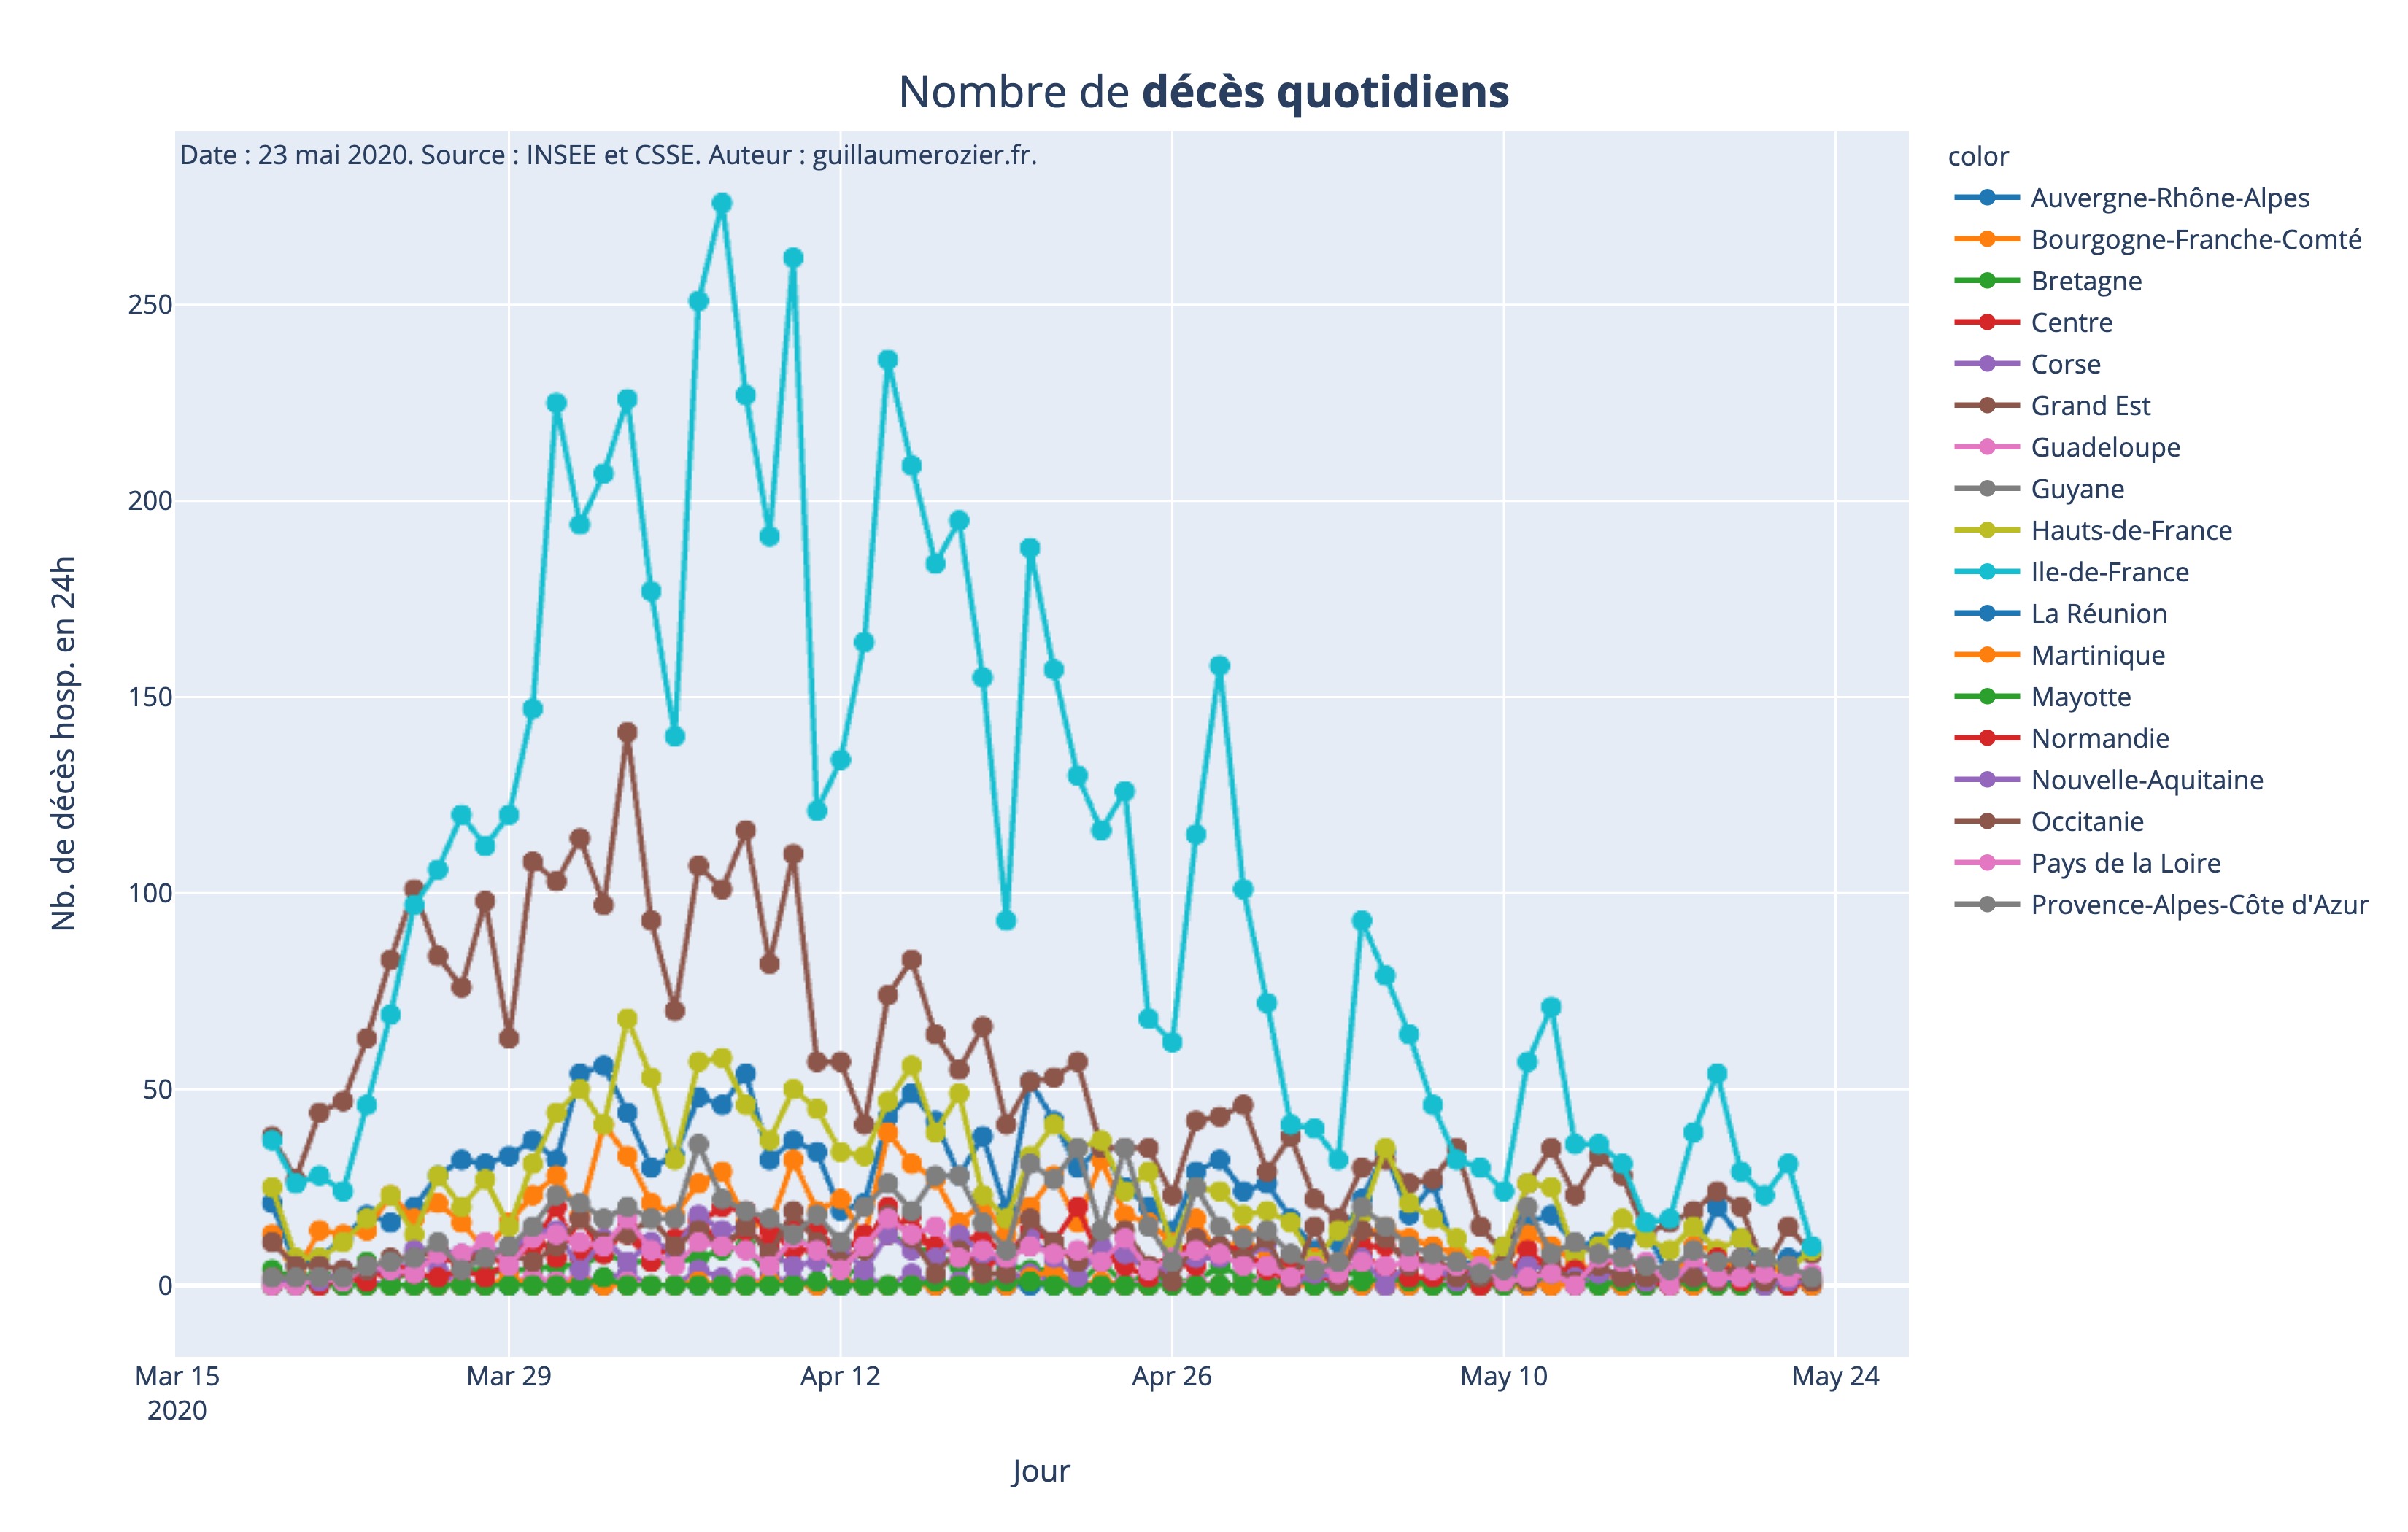 Nombre de décès quotidiens
Date : 23 mai 2020. Source : INSEE et CSSE. Auteur : guillaumerozier.fr.
color
Auvergne-Rhône-Alpes
Bourgogne-Franche-Comté
Bretagne
Centre
Corse
Grand Est
Guadeloupe
Guyane
Hauts-de-France
Ile-de-France
La Réunion
Martinique
Mayotte
Normandie
Nouvelle-Aquitaine
Occitanie
Pays de la Loire
Provence-Alpes-Côte d'Azur
Nb. de décès hosp. en 24h
250
200
150
100
50
0
Mar 15
2020
Mar 29
Apr 12
Apr 26
May 10
May 24
Jour